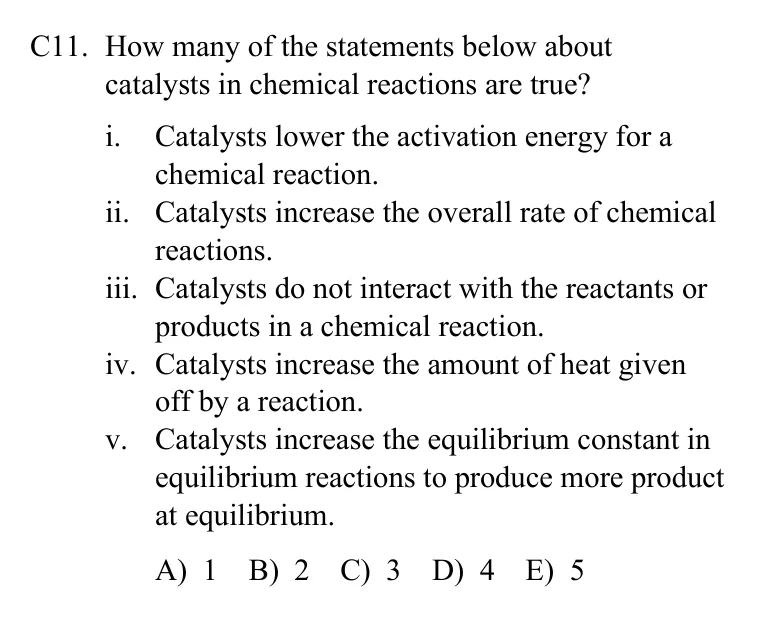 C11. How many of the statements below about
catalysts in chemical reactions are true?
i. Catalysts lower the activation energy for a
chemical reaction.
ii. Catalysts increase the overall rate of chemical
reactions.
iii. Catalysts do not interact with the reactants or
products in a chemical reaction.
iv. Catalysts increase the amount of heat given
off by a reaction.
v. Catalysts increase the equilibrium constant in
equilibrium reactions to produce more product
at equilibrium.
A) 1 B) 2 C) 3 D) 4 E) 5